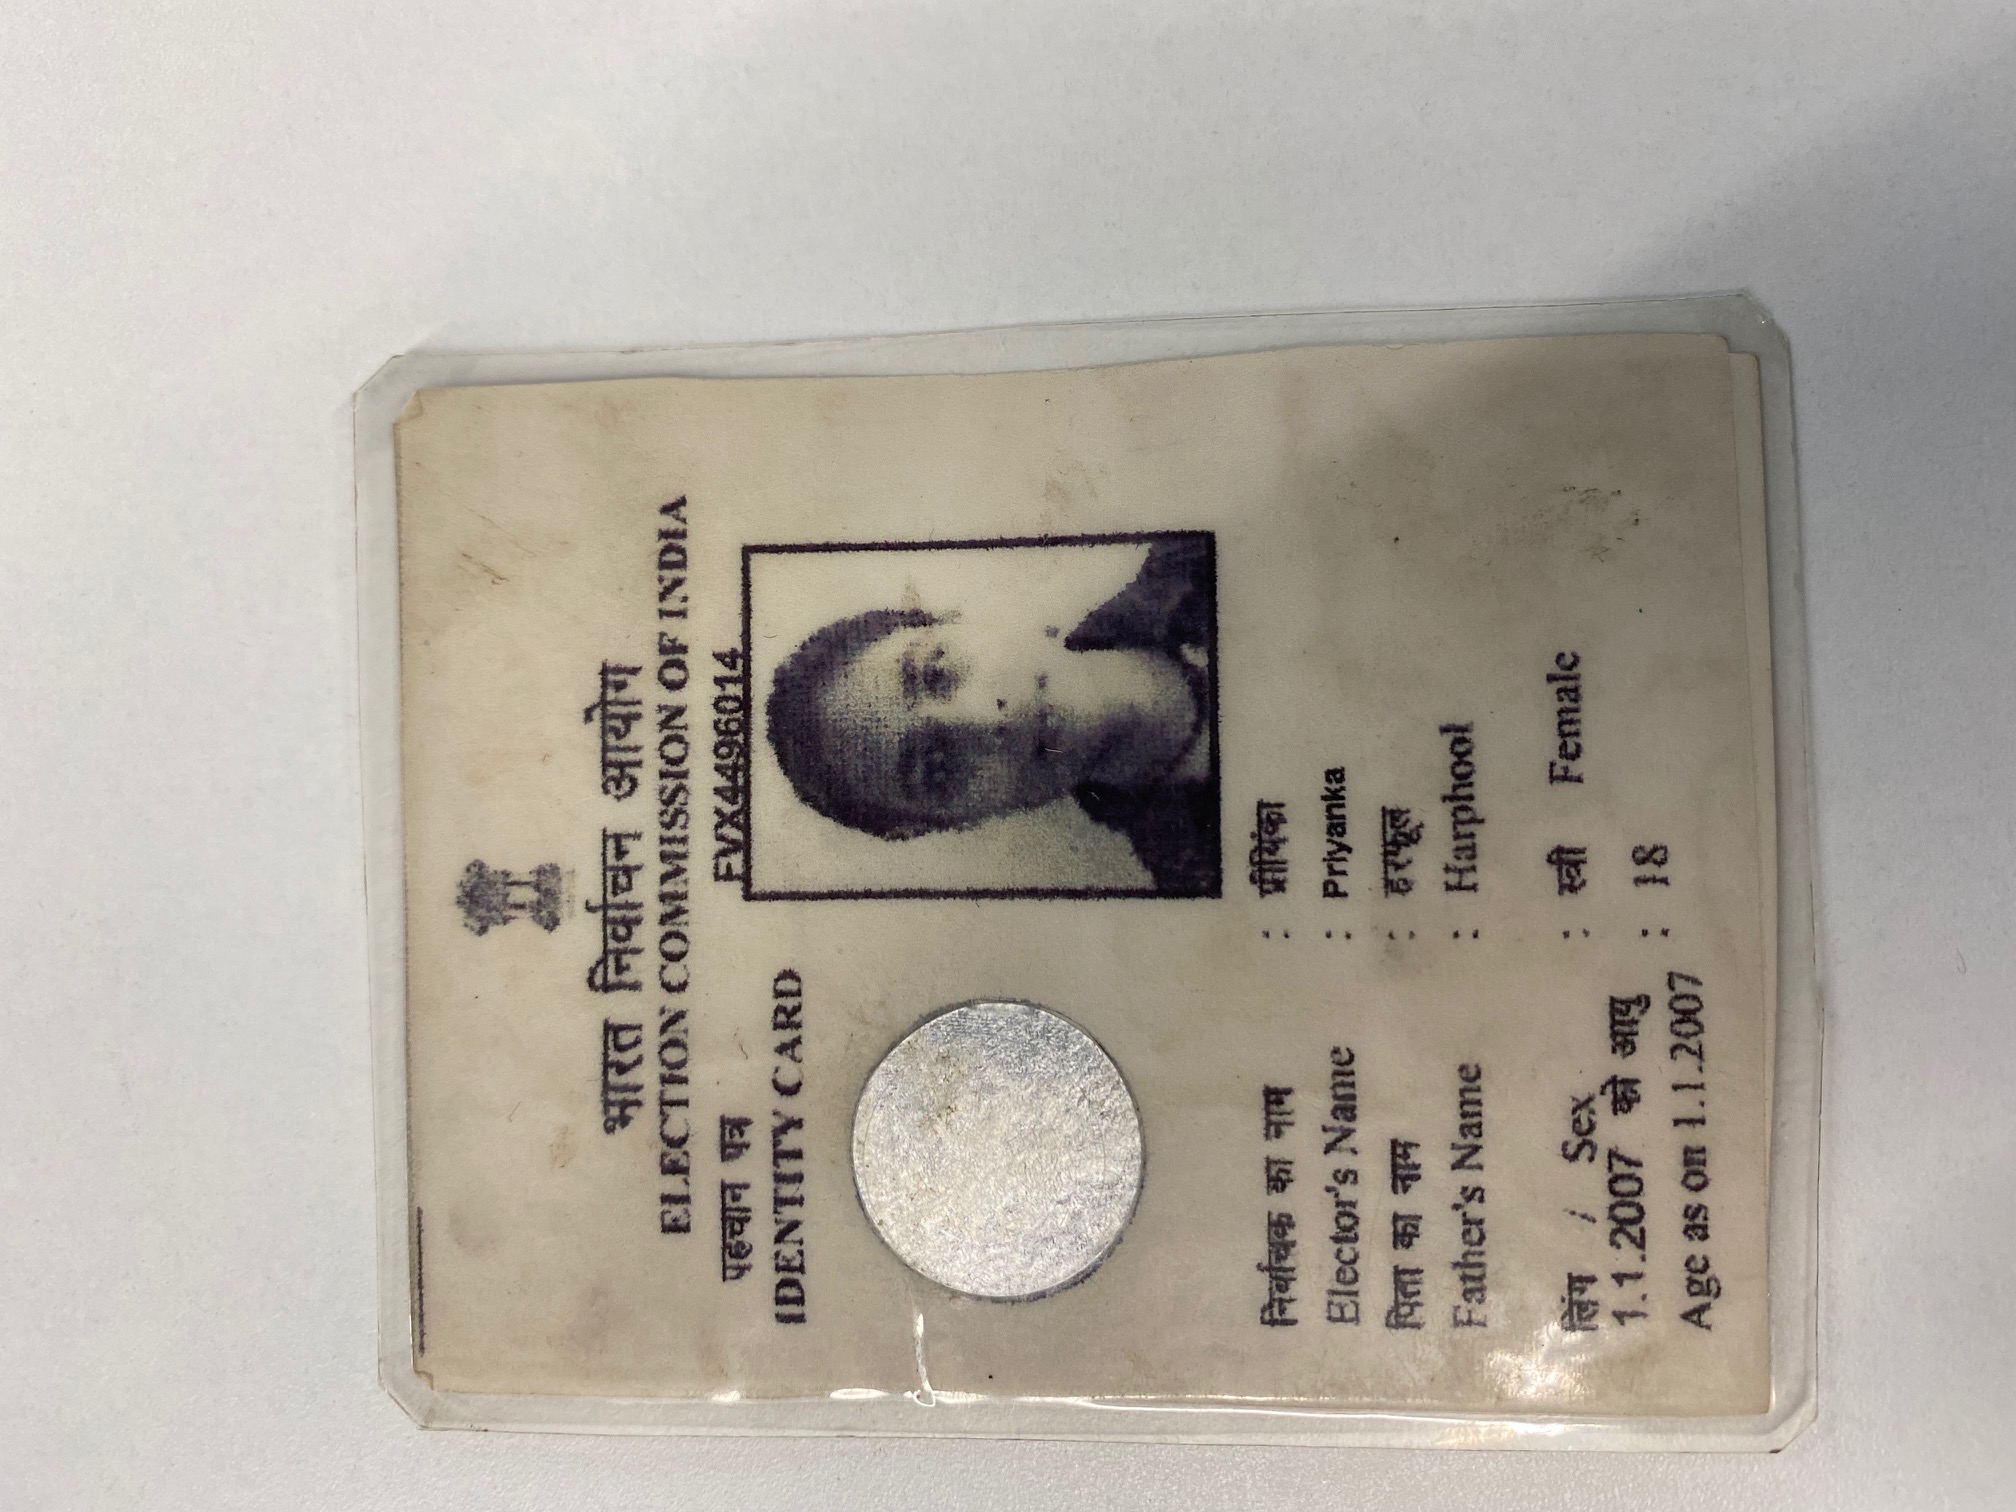 भारत निर्वाचन आयोग
ELECTION COMMISSION OF INDIA
पहचान पत्र
FVX4496014
IDENTITY CARD
निर्वाचक का नाम : प्रीयिंका
Elector's Name : Priyanka
पिता का नाम : हरफूल
Father's Name : Harphool
लिंग / Sex : स्त्री Female
1.1.2007 को आयु
: 18
Age as on 1.1.2007